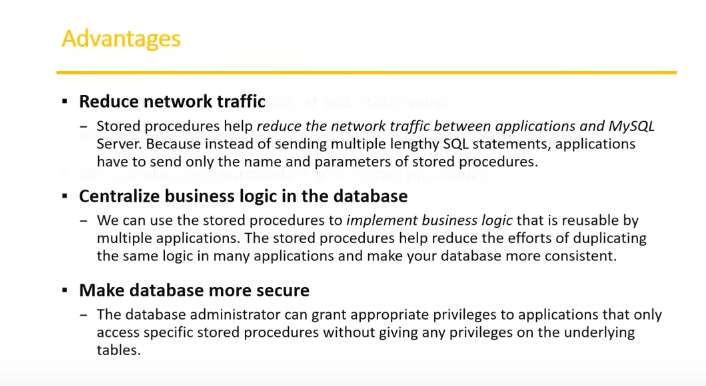 Advantages
▪ Reduce network traffic
– Stored procedures help reduce the network traffic between applications and MySQL
Server. Because instead of sending multiple lengthy SQL statements, applications
have to send only the name and parameters of stored procedures.
▪ Centralize business logic in the database
– We can use the stored procedures to implement business logic that is reusable by
multiple applications. The stored procedures help reduce the efforts of duplicating
the same logic in many applications and make your database more consistent.
▪ Make database more secure
– The database administrator can grant appropriate privileges to applications that only
access specific stored procedures without giving any privileges on the underlying
tables.